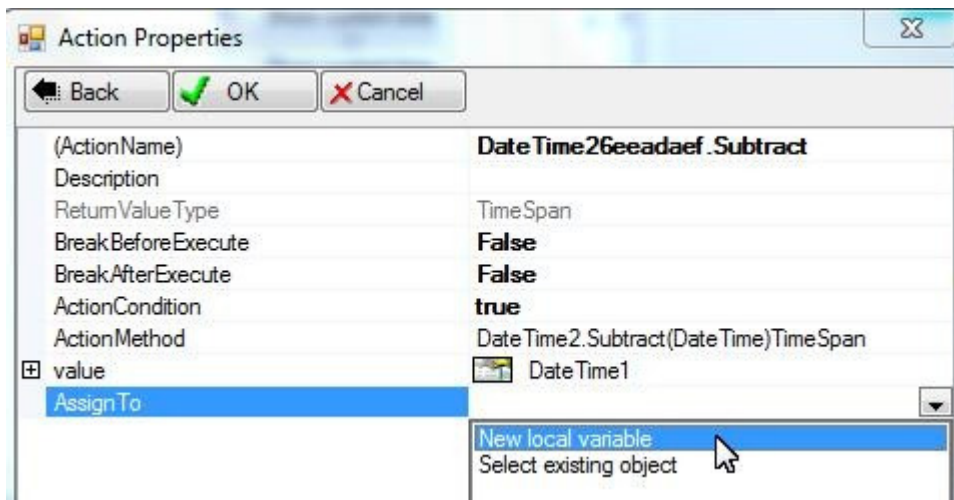 Action Properties
Back OK Cancel
(ActionName) DateTime26eeadaef.Subtract
Description
ReturnValueType TimeSpan
BreakBeforeExecute False
BreakAfterExecute False
ActionCondition true
ActionMethod DateTime2.Subtract(DateTime)TimeSpan
value DateTime1
AssignTo
New local variable
Select existing object